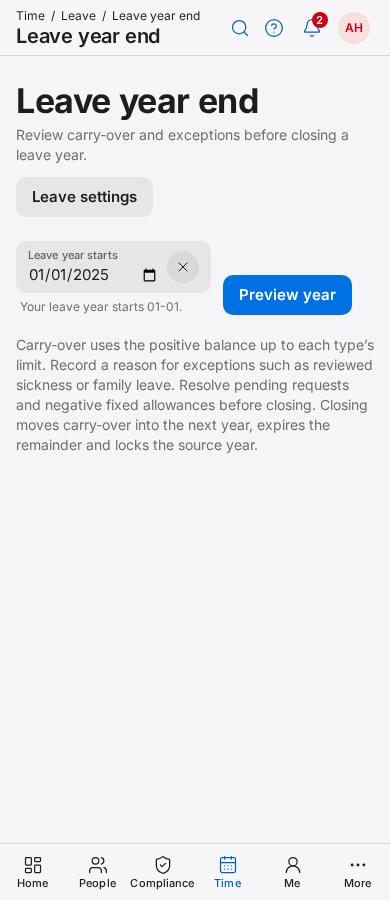 Time / Leave / Leave year end
Leave year end
2
AH
Leave year end
Review carry-over and exceptions before closing a
leave year.
Leave settings
Leave year starts
01/01/2025
Your leave year starts 01-01.
Preview year
Carry-over uses the positive balance up to each type’s
limit. Record a reason for exceptions such as reviewed
sickness or family leave. Resolve pending requests
and negative fixed allowances before closing. Closing
moves carry-over into the next year, expires the
remainder and locks the source year.
Home People Compliance Time Me More